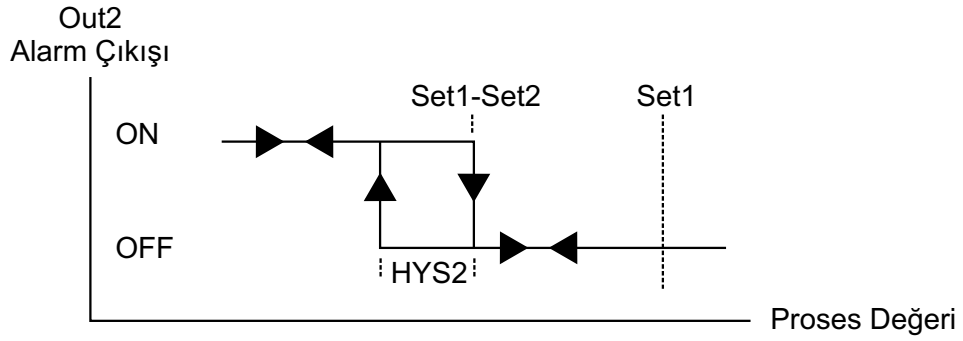 Out2
Alarm Çıkışı
Set1-Set2
Set1
ON
OFF
HYS2
Proses Değeri